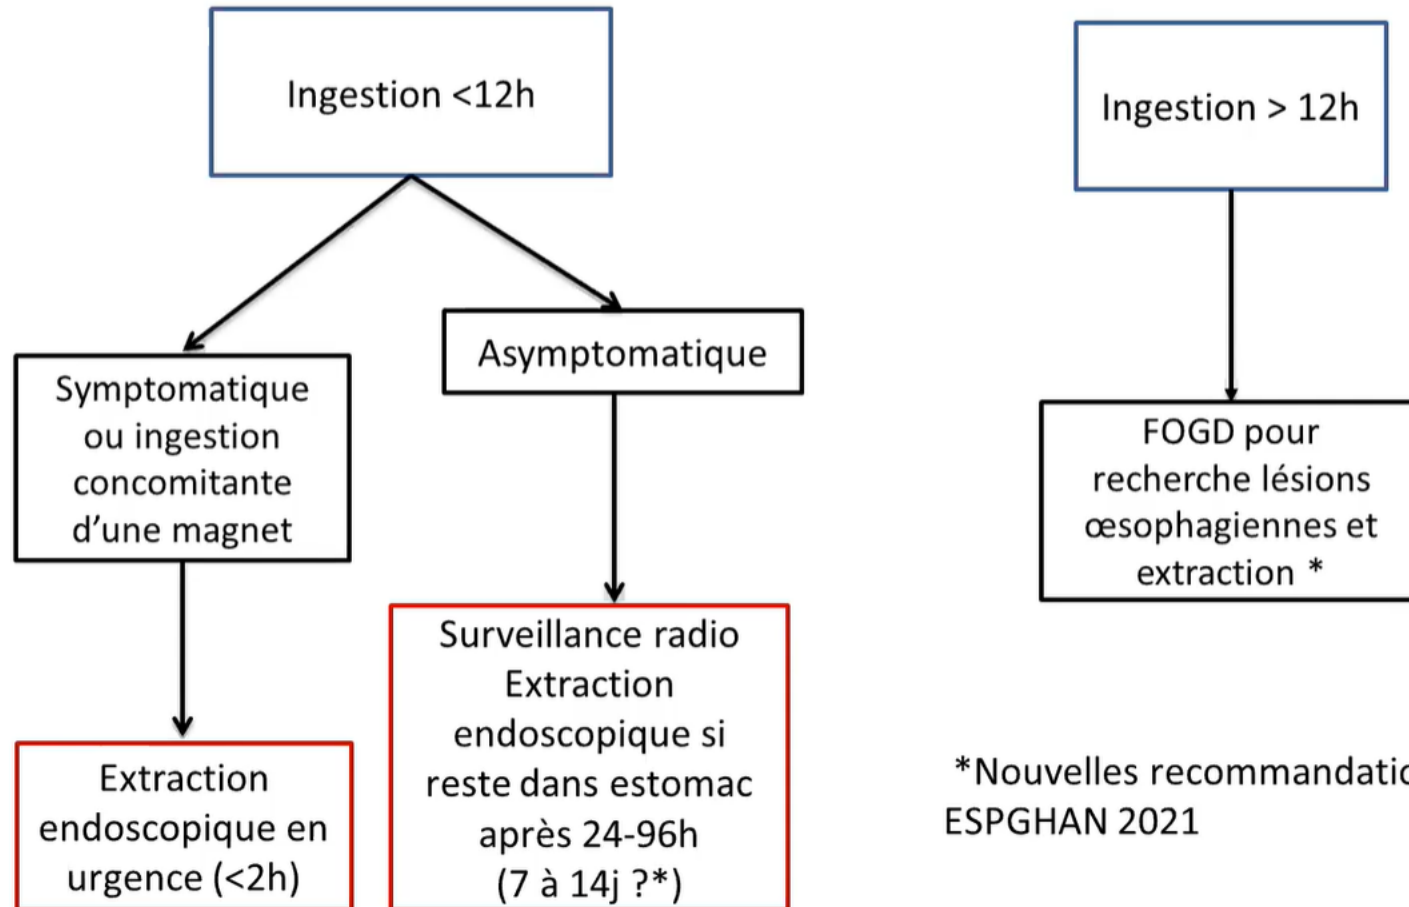 Ingestion <12h
Ingestion > 12h
Symptomatique
ou ingestion
concomitante
d'une magnet
Asymptomatique
FOGD pour
recherche lésions
œsophagiennes et
extraction *
Extraction
endoscopique en
urgence (<2h)
Surveillance radio
Extraction
endoscopique si
reste dans estomac
après 24-96h
(7 à 14j ?*)
*Nouvelles
ESPGHAN 2021